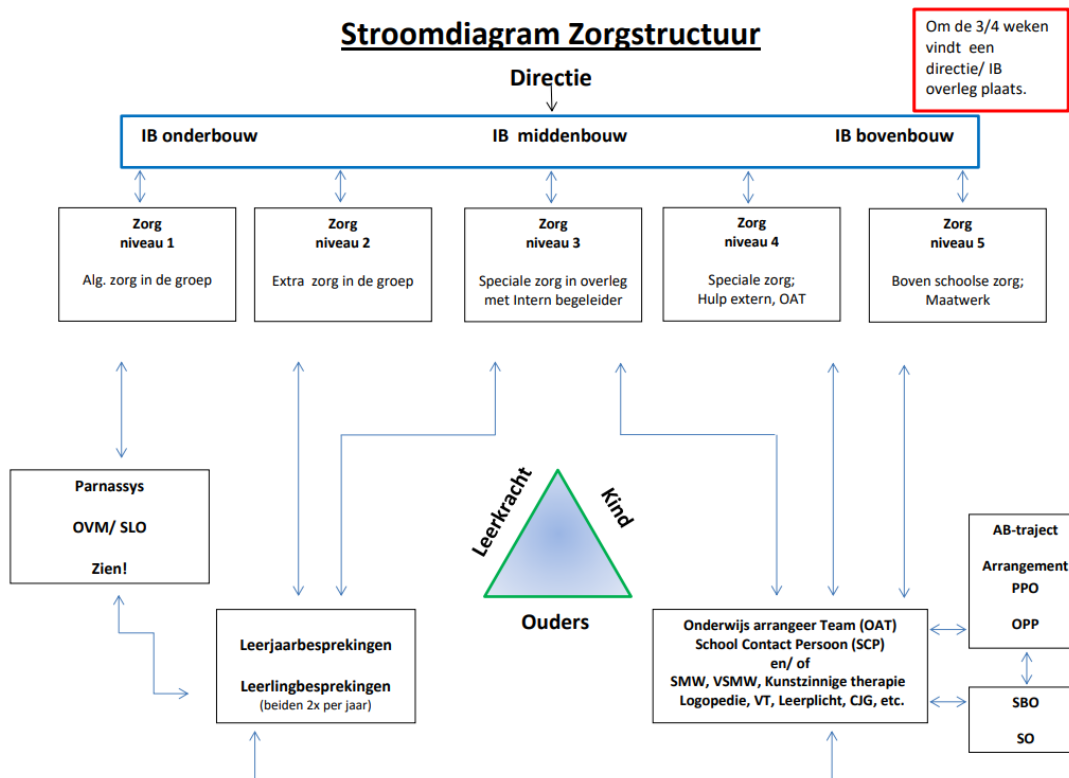 Stroomdiagram Zorgstructuur
Om de 3/4 weken
vindt een
directie/ IB
overleg plaats.
Directie
IB onderbouw
IB middenbouw
IB bovenbouw
Zorg
niveau 1
Alg. zorg in de groep
Zorg
niveau 2
Extra zorg in de groep
Zorg
niveau 3
Speciale zorg in overleg
met Intern begeleider
Zorg
niveau 4
Speciale zorg;
Hulp extern, OAT
Zorg
niveau 5
Boven schoolse zorg;
Maatwerk
Parnassys
OVM/ SLO
Zien!
Leerkracht
Kind
Ouders
Leerjaarbesprekingen
Leerlingbesprekingen
(beiden 2x per jaar)
Onderwijs arrangeer Team (OAT)
School Contact Persoon (SCP)
en/ of
SMW, VSMW, Kunstzinnige therapie
Logopedie, VT, Leerplicht, CJG, etc.
AB-traject
Arrangement
PPO
OPP
SBO
SO